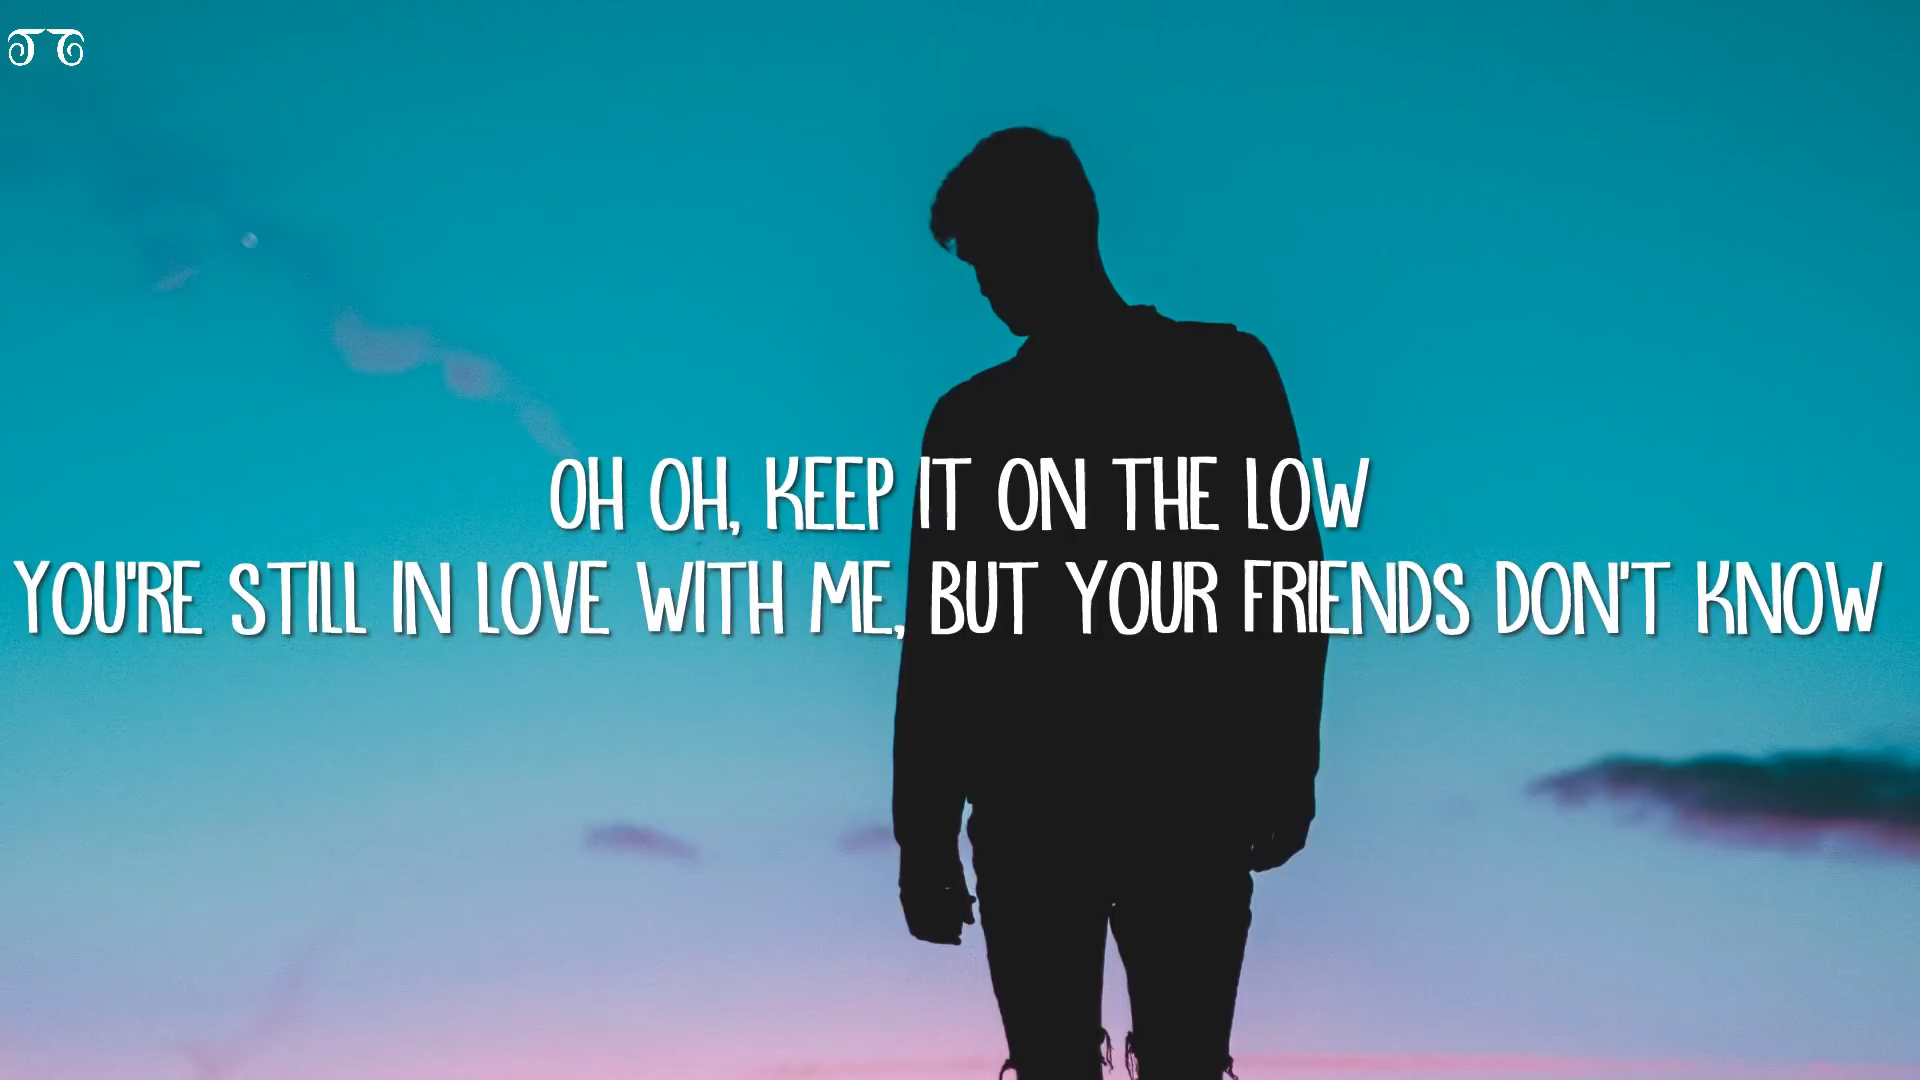 OH OH, KEEP IT ON THE LOW
YOU'RE STILL IN LOVE WITH ME, BUT YOUR FRIENDS DON'T KNOW